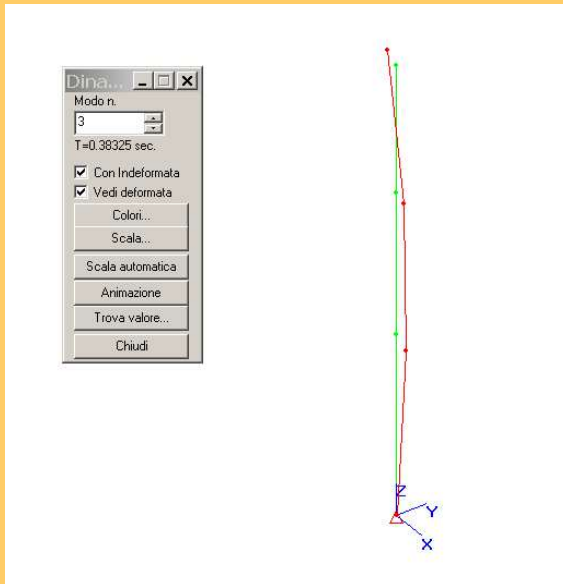 Dina...
Modo n.
3
T=0.38325 sec.
Con Indeformata
Vedi deformata
Colori...
Scala...
Scala automatica
Animazione
Trova valore...
Chiudi
Z
Y
X